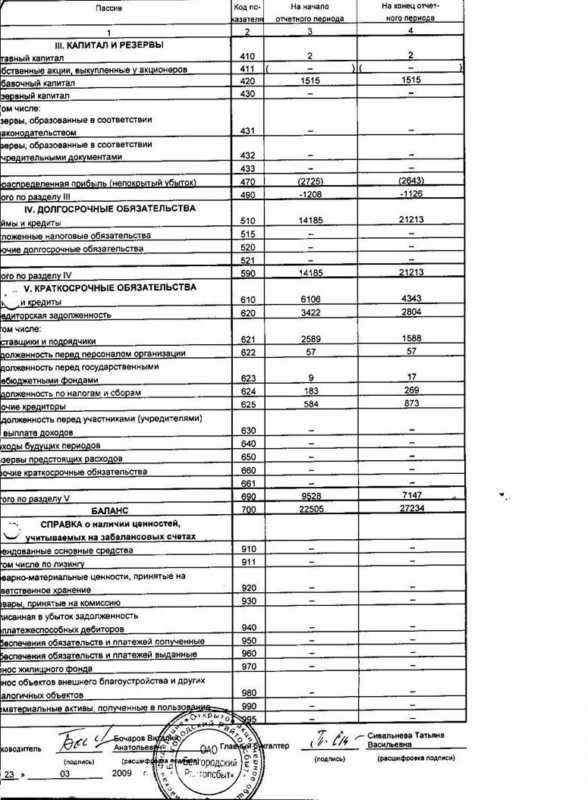 Пассив Код по- На начало На конец отчет-
казателя отчетного периода ного периода
1 2 3 4
III. КАПИТАЛ И РЕЗЕРВЫ
тавный капитал 410 2 2
бственные акции, выкупленные у акционеров 411 ( – ) ( – )
бавочный капитал 420 1515 1515
зервный капитал 430 – –
ом числе:
зервы, образованные в соответствии
аконодательством 431 – –
зервы, образованные в соответствии
чредительными документами 432 – –
433 – –
распределенная прибыль (непокрытый убыток) 470 (2725) (2643)
ого по разделу III 490 -1208 -1126
IV. ДОЛГОСРОЧНЫЕ ОБЯЗАТЕЛЬСТВА
ймы и кредиты 510 14185 21213
ложенные налоговые обязательства 515 – –
очие долгосрочные обязательства 520 – –
521 – –
ого по разделу IV 590 14185 21213
V. КРАТКОСРОЧНЫЕ ОБЯЗАТЕЛЬСТВА
и кредиты 610 6106 4343
едиторская задолженность 620 3422 2804
ом числе:
ставщики и подрядчики 621 2589 1588
долженность перед персоналом организации 622 57 57
долженность перед государственными
ебюджетными фондами 623 9 17
долженность по налогам и сборам 624 183 269
очие кредиторы 625 584 873
долженность перед участниками (учредителями)
выплате доходов 630 – –
ходы будущих периодов 640 – –
зервы предстоящих расходов 650 – –
очие краткосрочные обязательства 660 – –
661 – –
ого по разделу V 690 9528 7147
БАЛАНС 700 22505 27234
СПРАВКА о наличии ценностей,
учитываемых на забалансовых счетах
ендованные основные средства 910 – –
том числе по лизингу 911 – –
варно-материальные ценности, принятые на
ветственное хранение 920 – –
вары, принятые на комиссию 930 – –
писанная в убыток задолженность
платежеспособных дебиторов 940 – –
беспечения обязательств и платежей полученные 950 – –
беспечения обязательств и платежей выданные 960 – –
нос жилищного фонда 970 – –
нос объектов внешнего благоустройства и других
алогичных объектов 980 – –
материальные активы, полученные в пользование 990 – –
995 – –
ководитель Бочаров Виталий Анатольевич Главный бухгалтер Сивальнева Татьяна Васильевна
(подпись) (расшифровка подписи) (подпись) (расшифровка подписи)
23 » 03 2009 г.
ОАО
«Белгородский
Райтопсбыт»